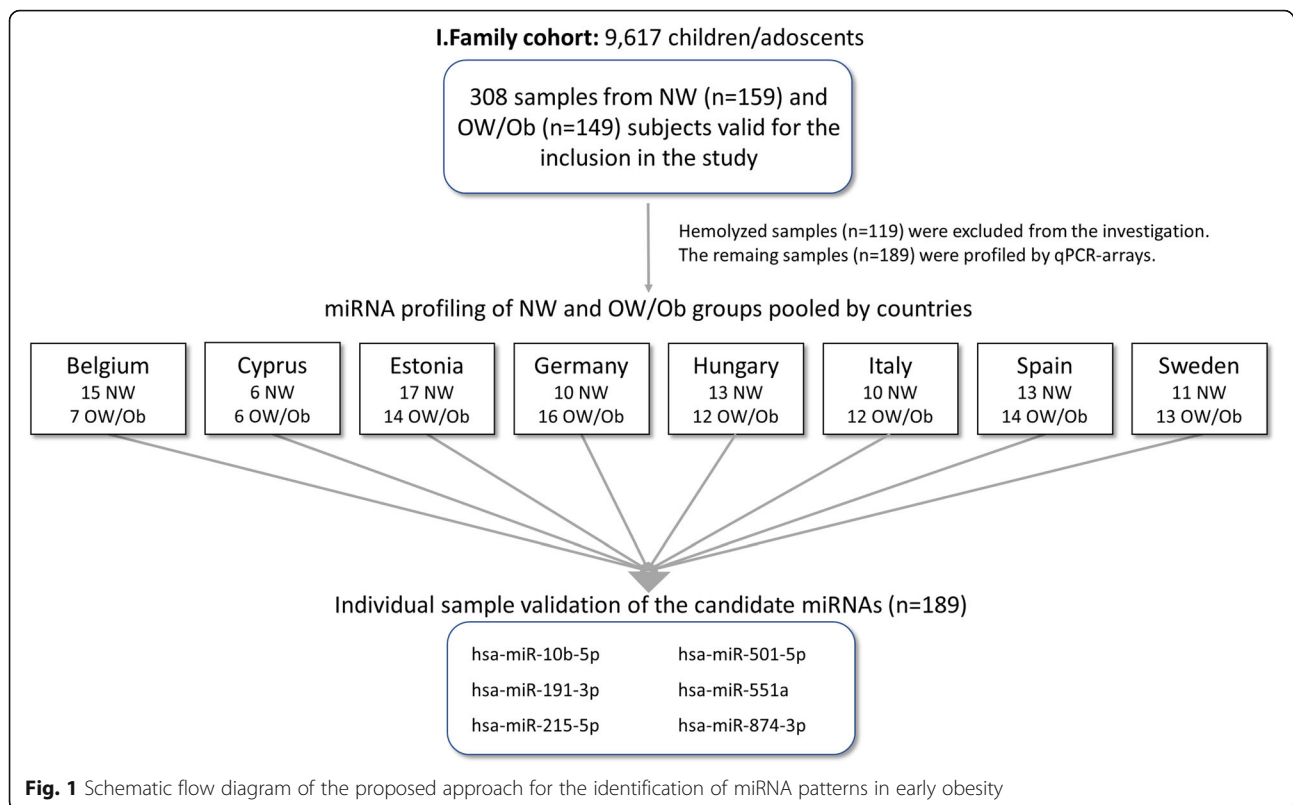 I.Family cohort: 9,617 children/adoscents
308 samples from NW (n=159) and
OW/Ob (n=149) subjects valid for the
inclusion in the study
Hemolyzed samples (n=119) were excluded from the investigation.
The remaing samples (n=189) were profiled by qPCR-arrays.
miRNA profiling of NW and OW/Ob groups pooled by countries
Belgium
15 NW
7 OW/Ob
Cyprus
6 NW
6 OW/Ob
Estonia
17 NW
14 OW/Ob
Germany
10 NW
16 OW/Ob
Hungary
13 NW
12 OW/Ob
Italy
10 NW
12 OW/Ob
Spain
13 NW
14 OW/Ob
Sweden
11 NW
13 OW/Ob
Individual sample validation of the candidate miRNAs (n=189)
hsa-miR-10b-5p
hsa-miR-191-3p
hsa-miR-215-5p
hsa-miR-501-5p
hsa-miR-551a
hsa-miR-874-3p
Fig. 1 Schematic flow diagram of the proposed approach for the identification of miRNA patterns in early obesity